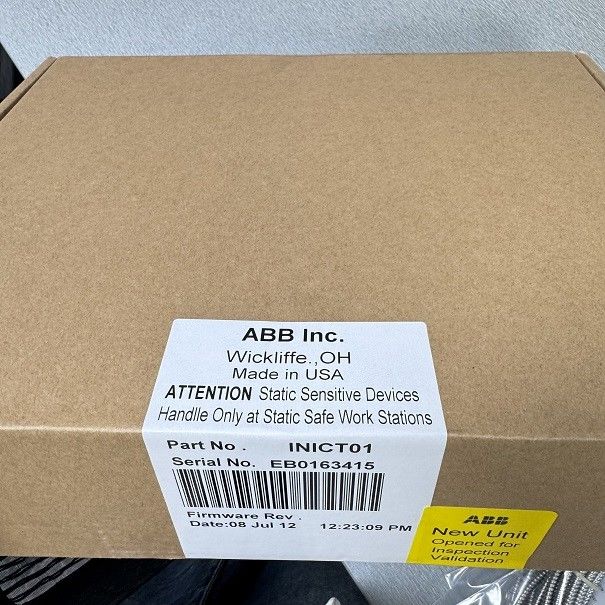 ABB Inc.
Wickliffe.,OH
Made in USA
ATTENTION Static Sensitive Devices
Handlle Only at Static Safe Work Stations
Part No . INICT01
Serial No. EB0163415
Firmware Rev .
Date:08 Jul 12 12:23:09 PM
ABB
New Unit
Opened for
Inspection
Validation